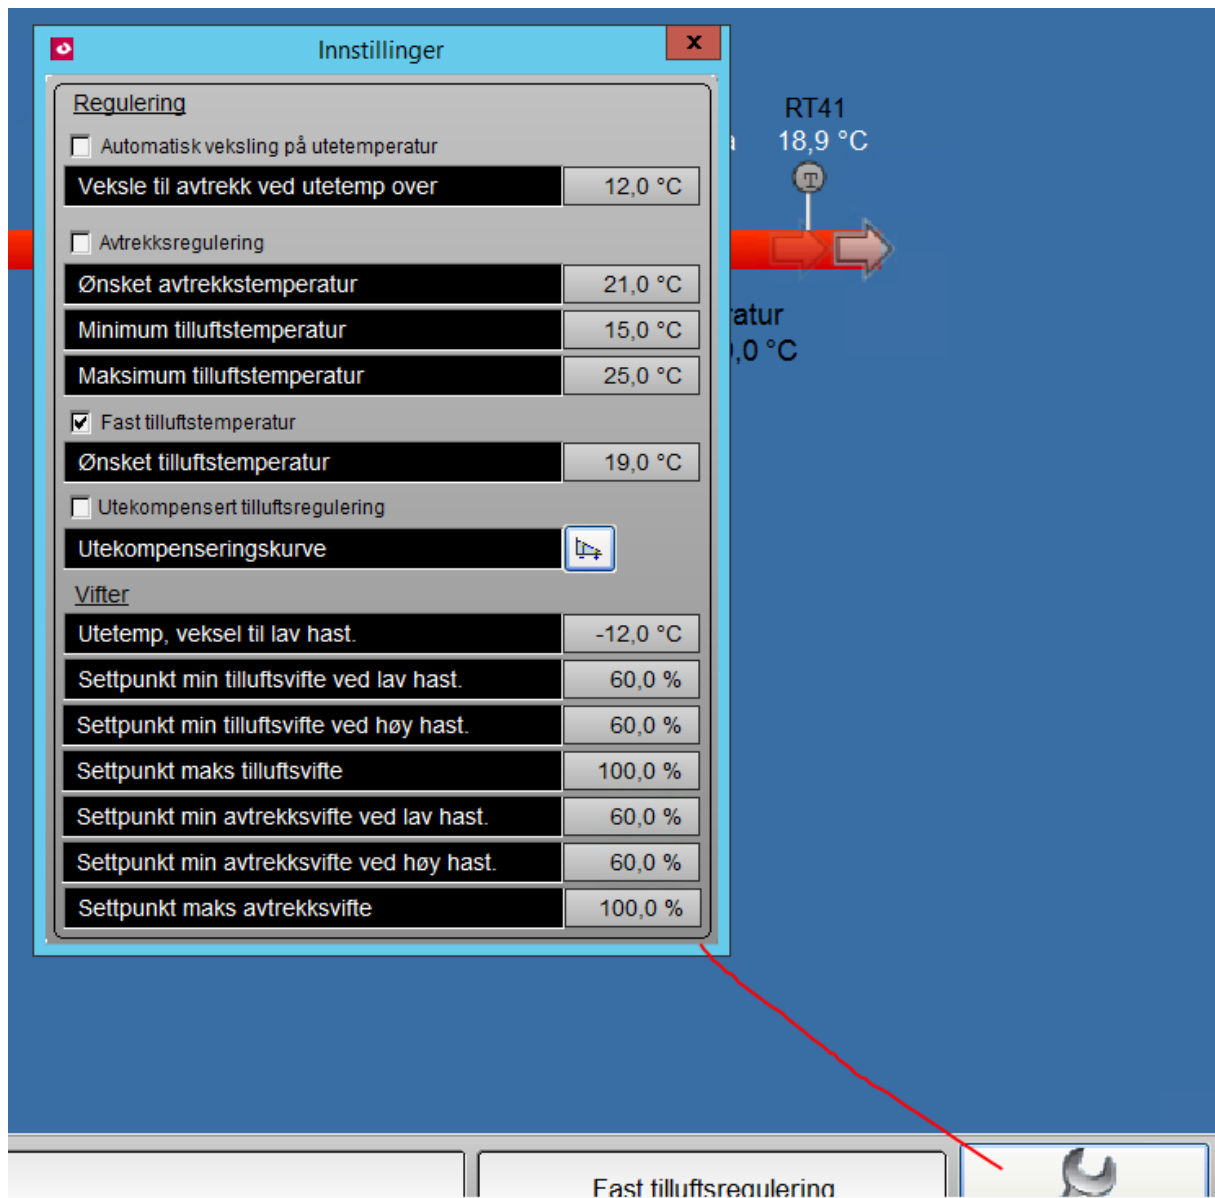 Innstillinger
x
Regulering
Automatisk veksling på utetemperatur
Veksle til avtrekk ved utetemp over 12,0 °C
Avtrekksregulering
Ønsket avtrekkstemperatur 21,0 °C
Minimum tilluftstemperatur 15,0 °C
Maksimum tilluftstemperatur 25,0 °C
Fast tilluftstemperatur
Ønsket tilluftstemperatur 19,0 °C
Utekompensert tilluftsregulering
Utekompenseringskurve
Vifter
Utetemp, veksel til lav hast. -12,0 °C
Settpunkt min tilluftsvifte ved lav hast. 60,0 %
Settpunkt min tilluftsvifte ved høy hast. 60,0 %
Settpunkt maks tilluftsvifte 100,0 %
Settpunkt min avtrekksvifte ved lav hast. 60,0 %
Settpunkt min avtrekksvifte ved høy hast. 60,0 %
Settpunkt maks avtrekksvifte 100,0 %
RT41
18,9 °C
T
atur
,0 °C
Fast tilluftsregulering